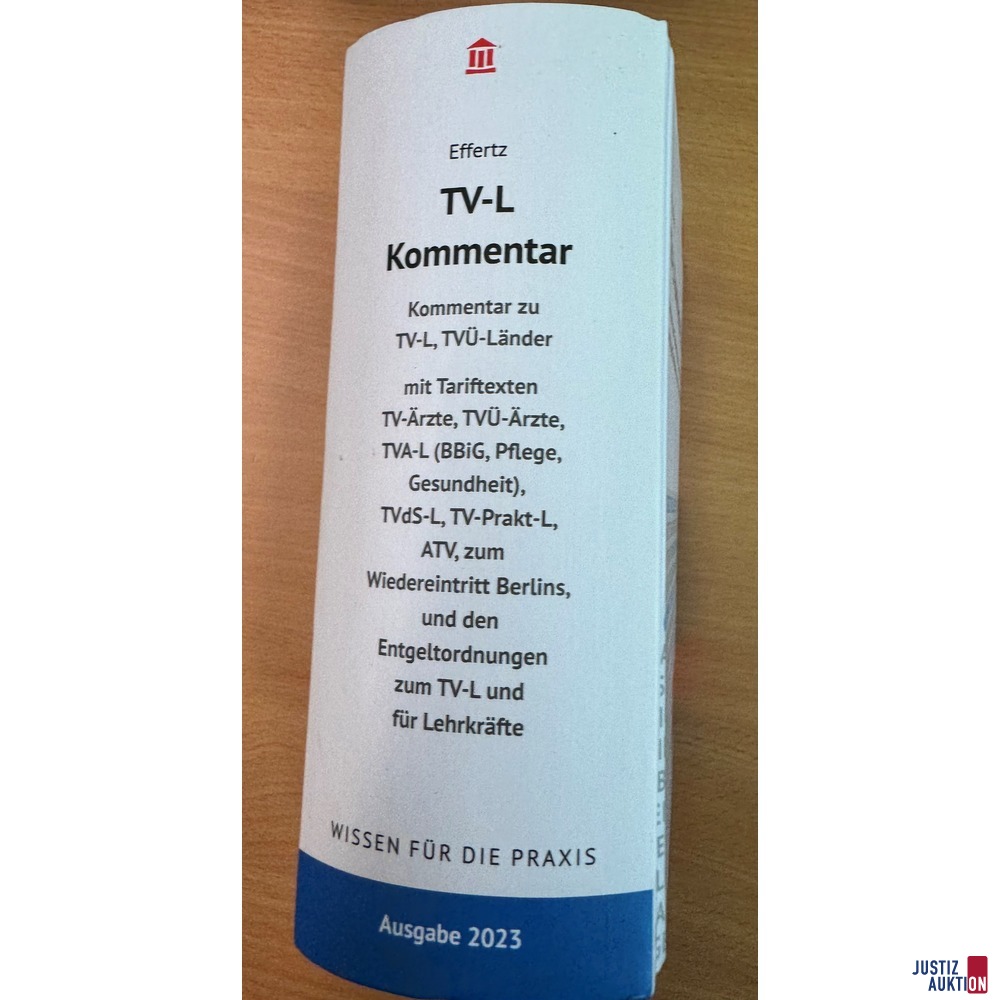 Effertz
TV-L
Kommentar
Kommentar zu
TV-L, TVÜ-Länder
mit Tariftexten
TV-Ärzte, TVÜ-Ärzte,
TVA-L (BBiG, Pflege,
Gesundheit),
TVdS-L, TV-Prakt-L,
ATV, zum
Wiedereintritt Berlins,
und den
Entgeltordnungen
zum TV-L und
für Lehrkräfte
WISSEN FÜR DIE PRAXIS
Ausgabe 2023
JUSTIZ
AUKTION